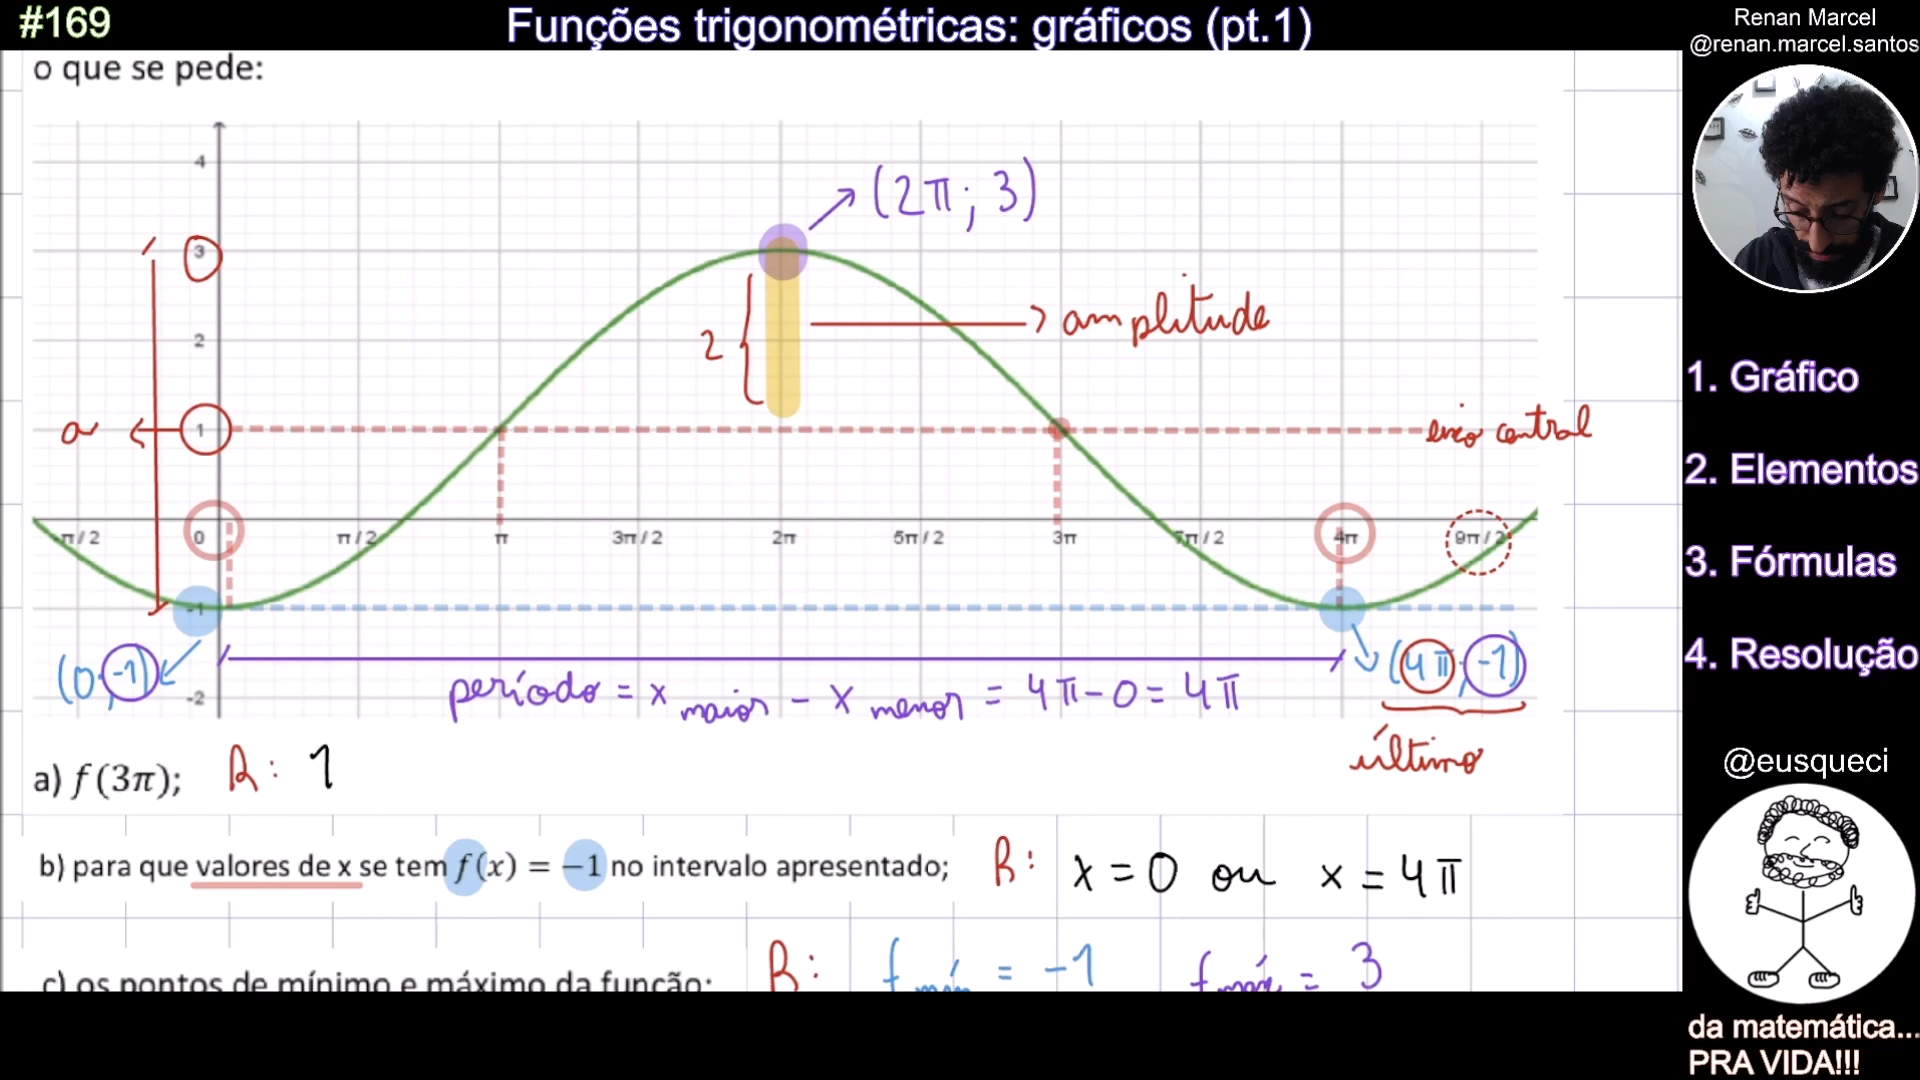 #169
Funções trigonométricas: gráficos (pt.1)
Renan Marcel
@renan.marcel.santos
o que se pede:
4
(2π; 3)
3
amplitude
2
2
a
1
eixo central
-π/2
0
π/2
π
3π/2
2π
5π/2
3π
7π/2
4π
9π/2
-1
(0, -1)
(4π, -1)
período = x maior - x menor = 4π - 0 = 4π
-2
último
a) f(3π); R: 1
b) para que valores de x se tem f(x) = −1 no intervalo apresentado; R: x = 0 ou x = 4π
c) os pontos de mínimo e máximo da função; R: f mín = -1 f máx = 3
1. Gráfico
2. Elementos
3. Fórmulas
4. Resolução
@eusqueci
da matemática...
PRA VIDA!!!